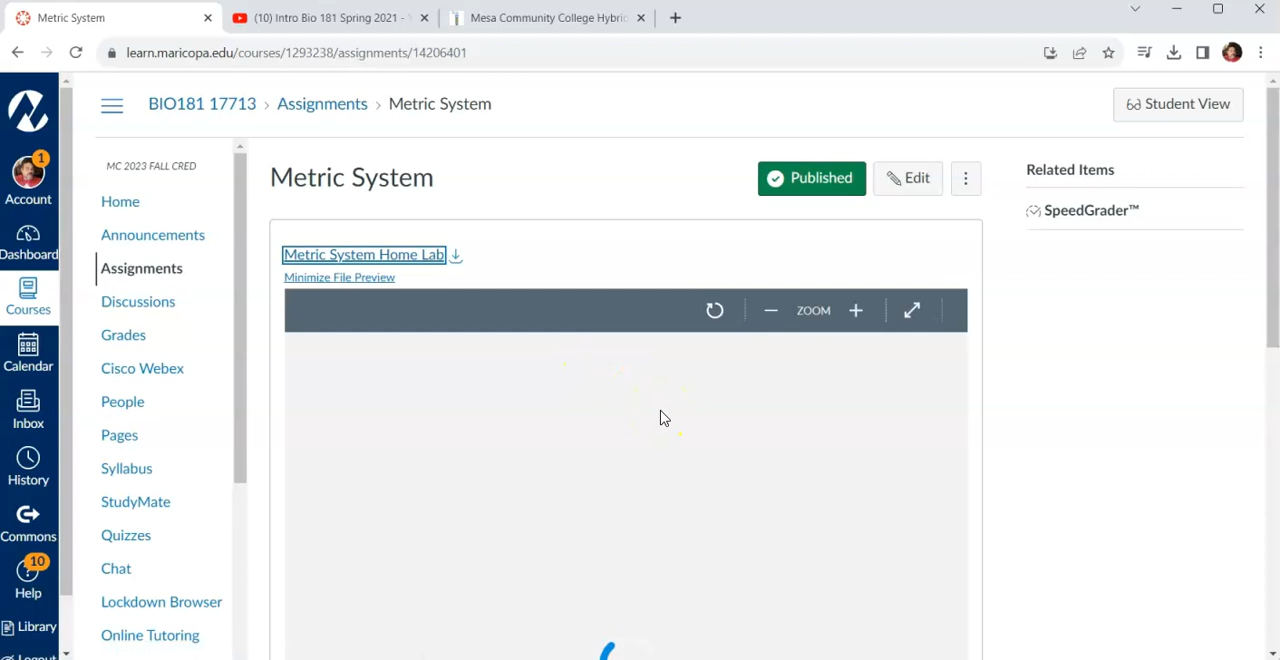 Metric System
(10) Intro Bio 181 Spring 2021 -
Mesa Community College Hybric
learn.maricopa.edu/courses/1293238/assignments/14206401
BIO181 17713 › Assignments › Metric System
Student View
1
Account
Dashboard
Courses
Calendar
Inbox
History
Commons
10
Help
Library
Logout
MC 2023 FALL CRED
Home
Announcements
Assignments
Discussions
Grades
Cisco Webex
People
Pages
Syllabus
StudyMate
Quizzes
Chat
Lockdown Browser
Online Tutoring
Metric System
Published
Edit
Metric System Home Lab
Minimize File Preview
ZOOM
Related Items
SpeedGrader™